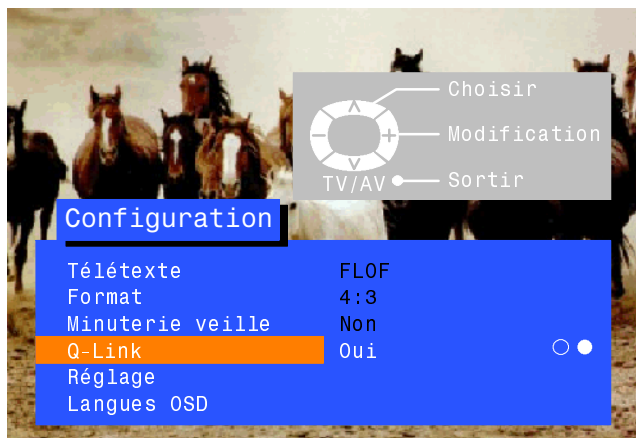 Choisir
Modification
TV/AV Sortir
Configuration
Télétexte FLOF
Format 4:3
Minuterie veille Non
Q-Link Oui
Réglage
Langues OSD